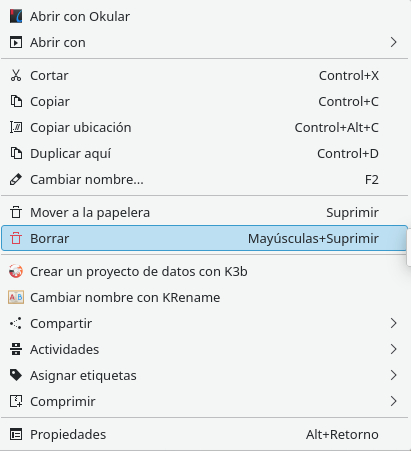 Abrir con Okular
Abrir con
Cortar Control+X
Copiar Control+C
Copiar ubicación Control+Alt+C
Duplicar aquí Control+D
Cambiar nombre... F2
Mover a la papelera Suprimir
Borrar Mayúsculas+Suprimir
Crear un proyecto de datos con K3b
Cambiar nombre con KRename
Compartir
Actividades
Asignar etiquetas
Comprimir
Propiedades Alt+Retorno